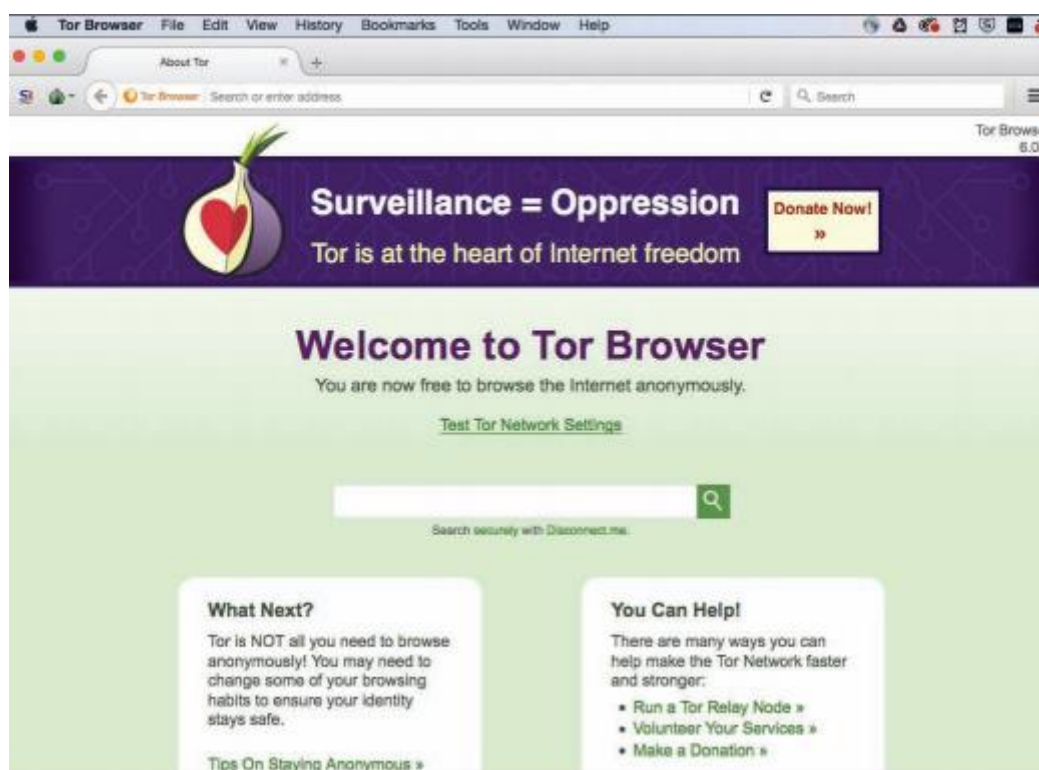 Tor Browser File Edit View History Bookmarks Tools Window Help
About Tor
Tor Browser Search or enter address Search
Tor Brows
6.0
Surveillance = Oppression
Tor is at the heart of Internet freedom
Donate Now!
»
Welcome to Tor Browser
You are now free to browse the Internet anonymously.
Test Tor Network Settings
Search securely with Disconnect.me.
What Next?
Tor is NOT all you need to browse
anonymously! You may need to
change some of your browsing
habits to ensure your identity
stays safe.
Tips On Staying Anonymous »
You Can Help!
There are many ways you can
help make the Tor Network faster
and stronger:
• Run a Tor Relay Node »
• Volunteer Your Services »
• Make a Donation »